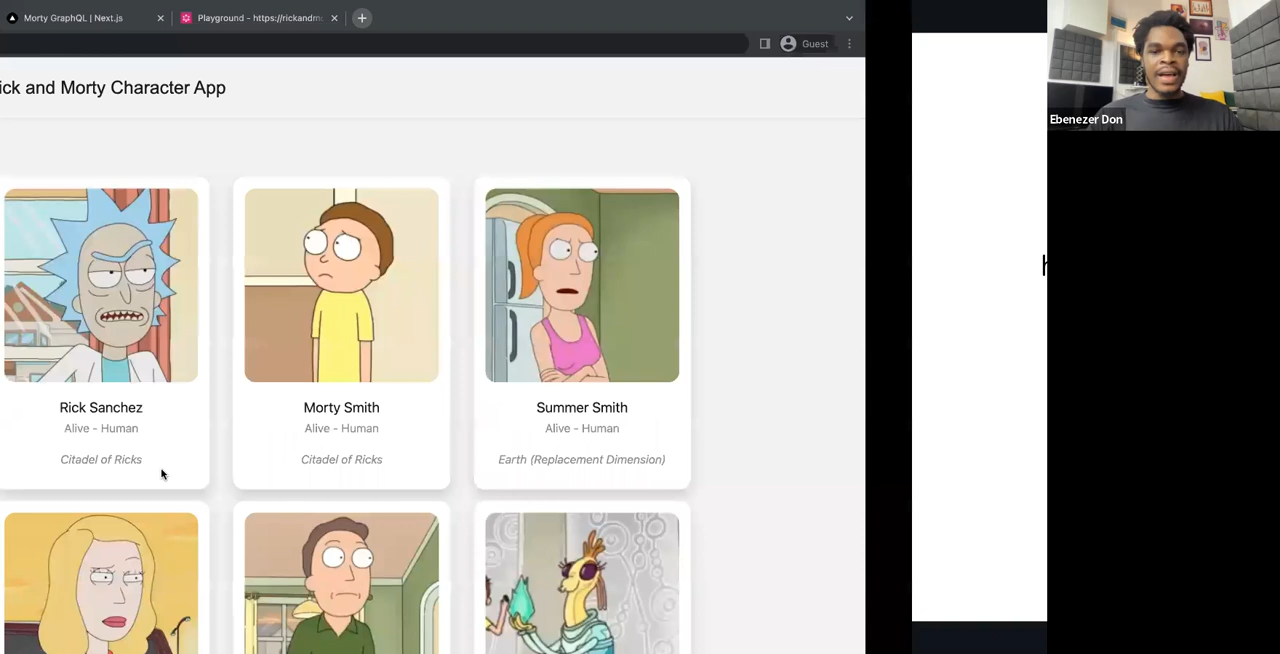 Morty GraphQL | Next.js
Playground - https://rickandm
Guest
ick and Morty Character App
Ebenezer Don
h
Rick Sanchez
Alive - Human
Citadel of Ricks
Morty Smith
Alive - Human
Citadel of Ricks
Summer Smith
Alive - Human
Earth (Replacement Dimension)